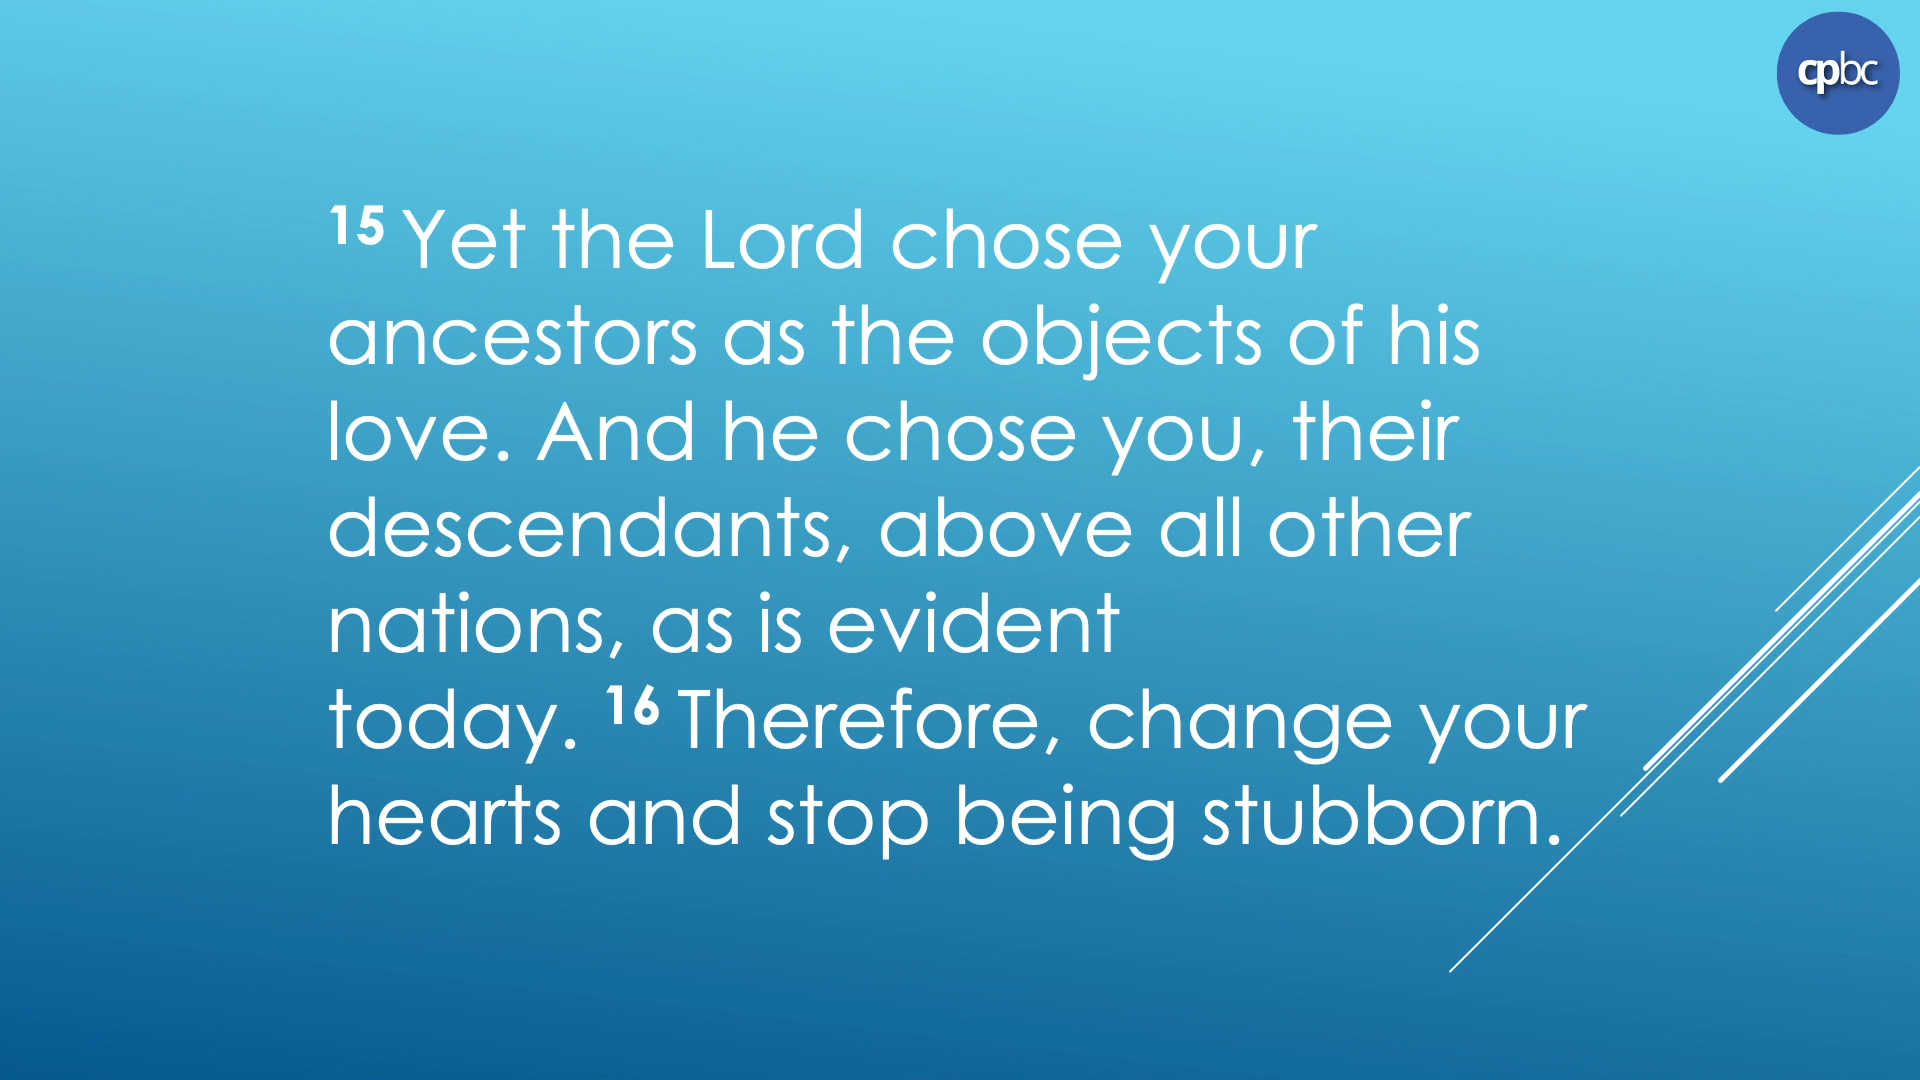 cpbc
15 Yet the Lord chose your
ancestors as the objects of his
love. And he chose you, their
descendants, above all other
nations, as is evident
today. 16 Therefore, change your
hearts and stop being stubborn.